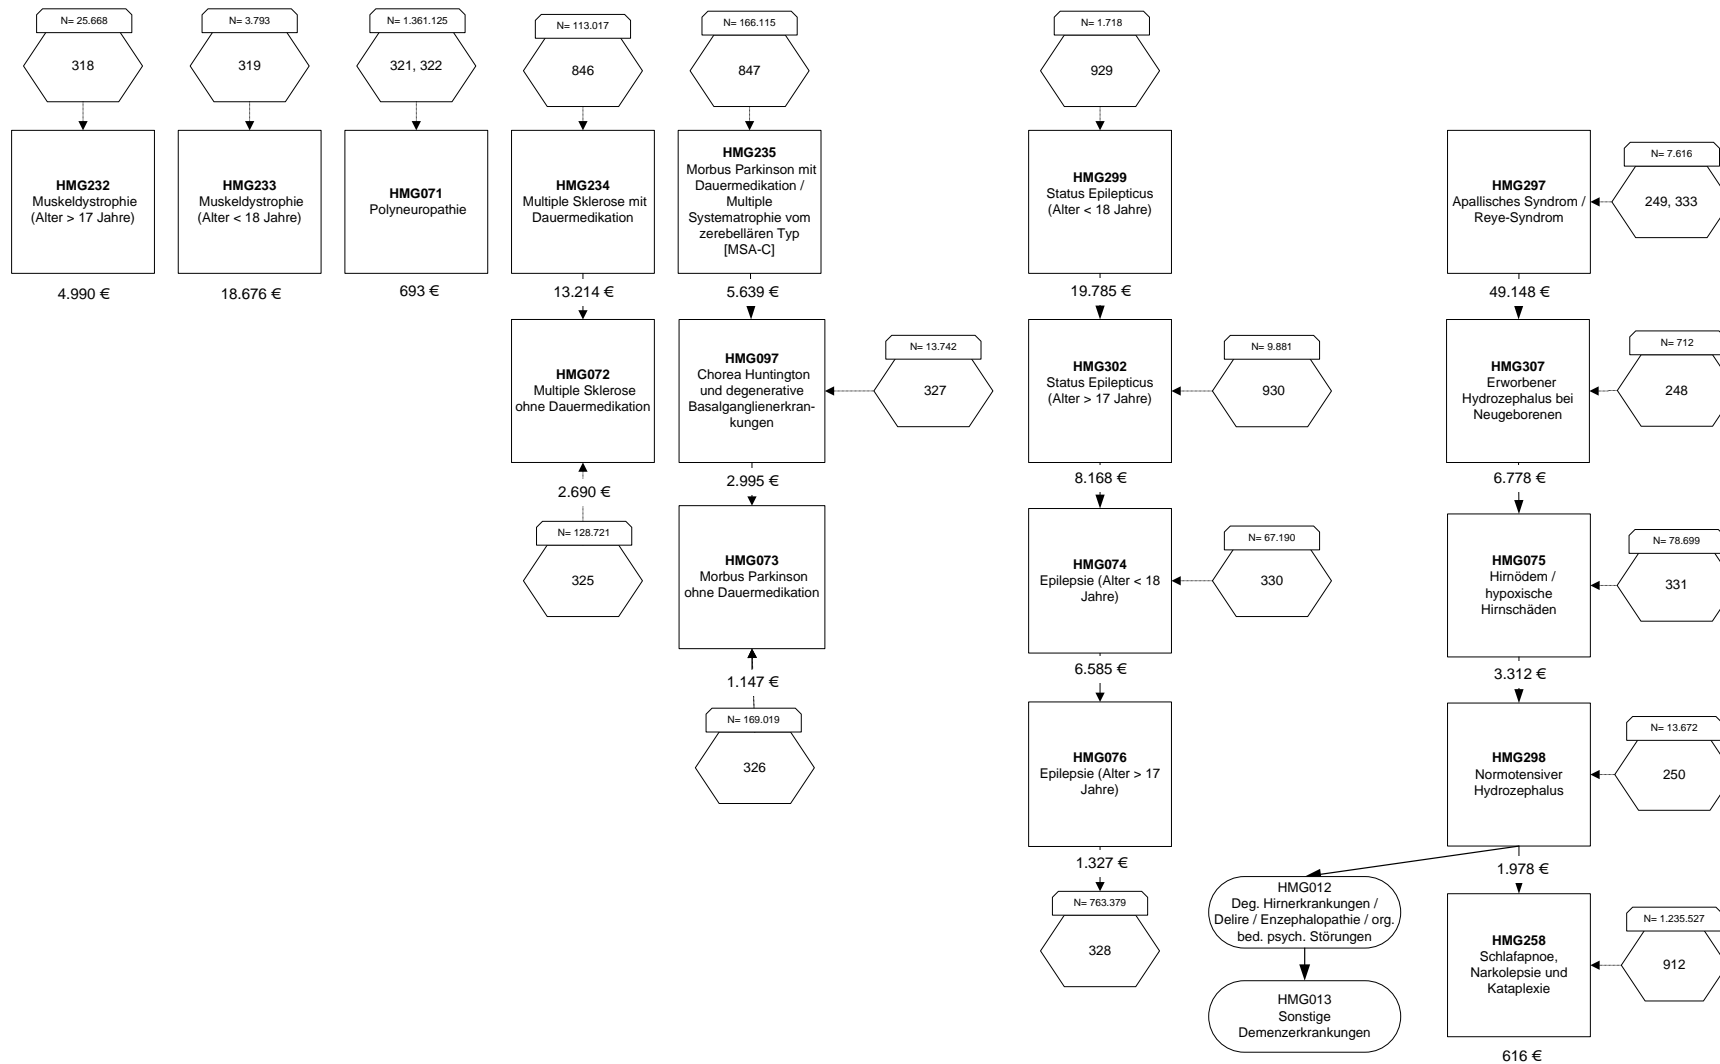 N= 25.668
318
HMG232
Muskeldystrophie
(Alter > 17 Jahre)
4.990 €
N= 3.793
319
HMG233
Muskeldystrophie
(Alter < 18 Jahre)
18.676 €
N= 1.361.125
321, 322
HMG071
Polyneuropathie
693 €
N= 113.017
846
HMG234
Multiple Sklerose mit
Dauermedikation
13.214 €
HMG072
Multiple Sklerose
ohne Dauermedikation
2.690 €
N= 128.721
325
N= 166.115
847
HMG235
Morbus Parkinson mit
Dauermedikation /
Multiple
Systematrophie vom
zerebellären Typ
[MSA-C]
5.639 €
HMG097
Chorea Huntington
und degenerative
Basalganglienerkran-
kungen
N= 13.742
327
2.995 €
HMG073
Morbus Parkinson
ohne Dauermedikation
1.147 €
N= 169.019
326
N= 1.718
929
HMG299
Status Epilepticus
(Alter < 18 Jahre)
19.785 €
HMG302
Status Epilepticus
(Alter > 17 Jahre)
N= 9.881
930
8.168 €
HMG074
Epilepsie (Alter < 18
Jahre)
N= 67.190
330
6.585 €
HMG076
Epilepsie (Alter > 17
Jahre)
1.327 €
N= 763.379
328
HMG297
Apallisches Syndrom /
Reye-Syndrom
N= 7.616
249, 333
49.148 €
HMG307
Erworbener
Hydrozephalus bei
Neugeborenen
N= 712
248
6.778 €
HMG075
Hirnödem /
hypoxische
Hirnschäden
N= 78.699
331
3.312 €
HMG298
Normotensiver
Hydrozephalus
N= 13.672
250
1.978 €
HMG012
Deg. Hirnerkrankungen /
Delire / Enzephalopathie / org.
bed. psych. Störungen
HMG013
Sonstige
Demenzerkrankungen
HMG258
Schlafapnoe,
Narkolepsie und
Kataplexie
N= 1.235.527
912
616 €